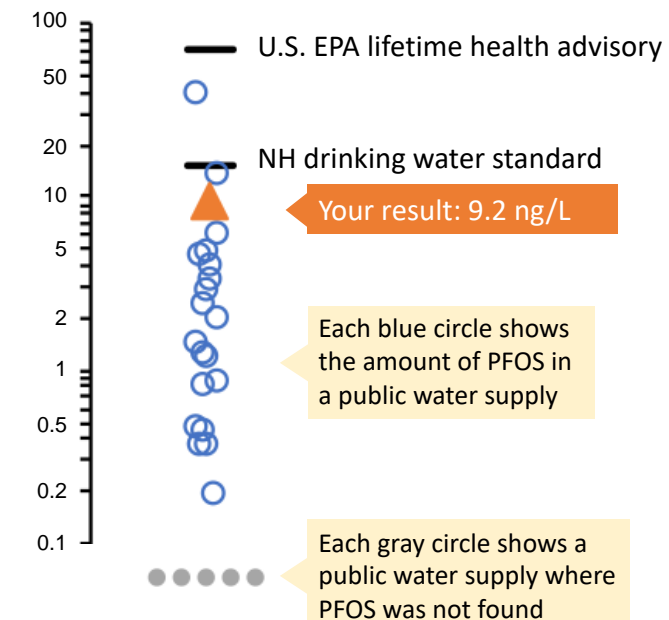 100
U.S. EPA lifetime health advisory
50
20
NH drinking water standard
10
Your result: 9.2 ng/L
5
2
Each blue circle shows
the amount of PFOS in
a public water supply
1
0.5
0.2
0.1
Each gray circle shows a
public water supply where
PFOS was not found